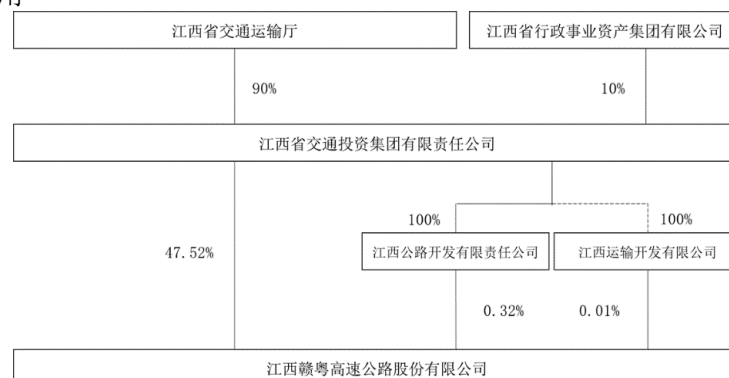 江西省交通运输厅
江西省行政事业资产集团有限公司
90%
10%
江西省交通投资集团有限责任公司
100%
100%
47.52%
江西公路开发有限责任公司
江西运输开发有限公司
0.32%
0.01%
江西赣粤高速公路股份有限公司